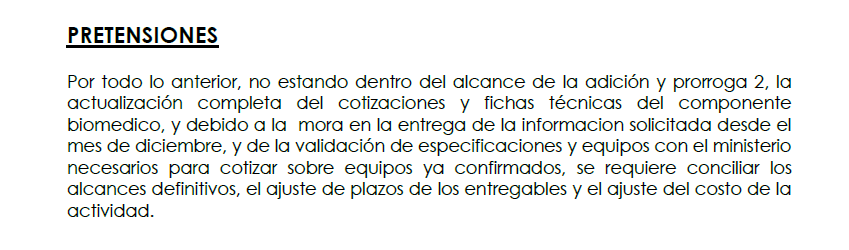 PRETENSIONES
Por todo lo anterior, no estando dentro del alcance de la adición y prorroga 2, la
actualización completa del cotizaciones y fichas técnicas del componente
biomedico, y debido a la mora en la entrega de la informacion solicitada desde el
mes de diciembre, y de la validación de especificaciones y equipos con el ministerio
necesarios para cotizar sobre equipos ya confirmados, se requiere conciliar los
alcances definitivos, el ajuste de plazos de los entregables y el ajuste del costo de la
actividad.